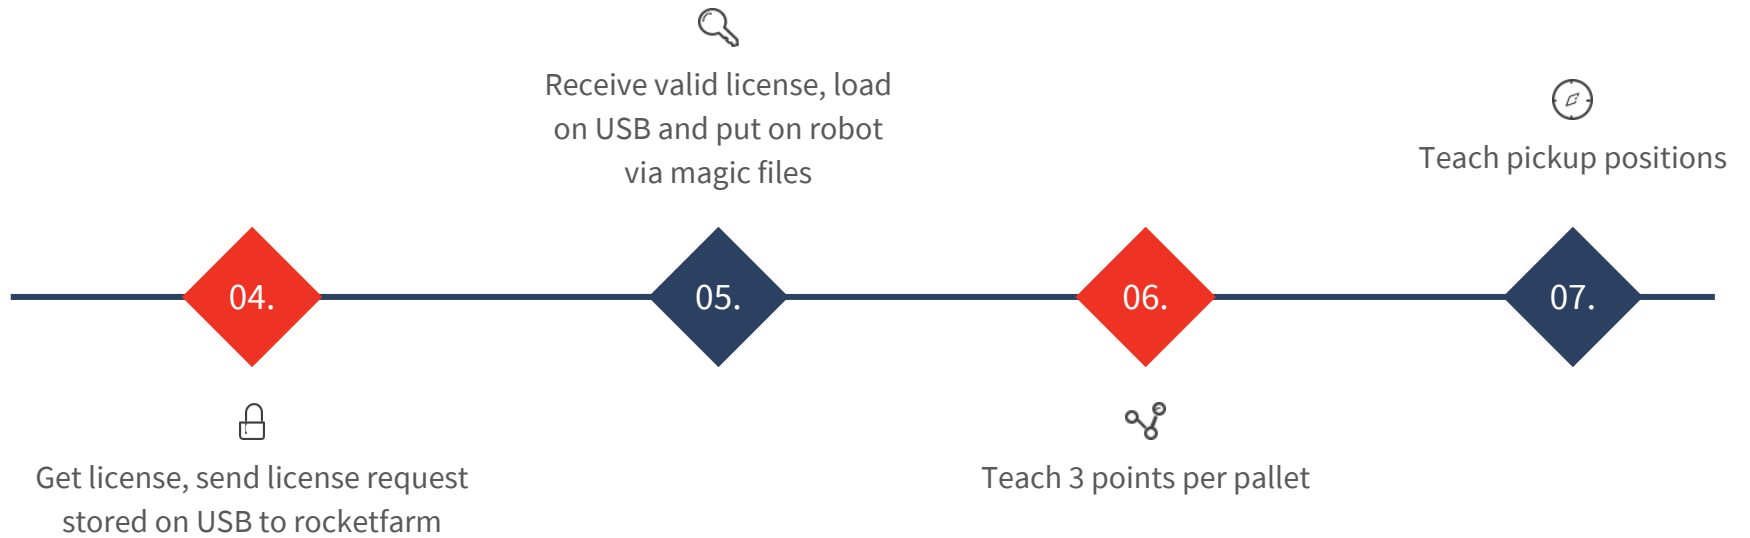 04.
Get license, send license request
stored on USB to rocketfarm
05.
Receive valid license, load
on USB and put on robot
via magic files
06.
Teach 3 points per pallet
07.
Teach pickup positions